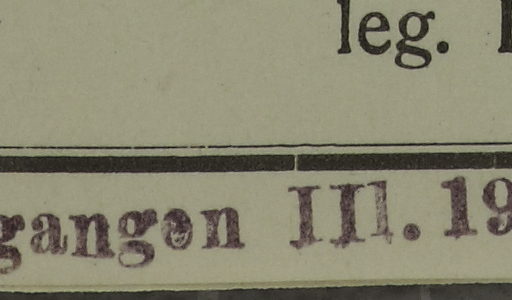 leg.
gangen III. 19